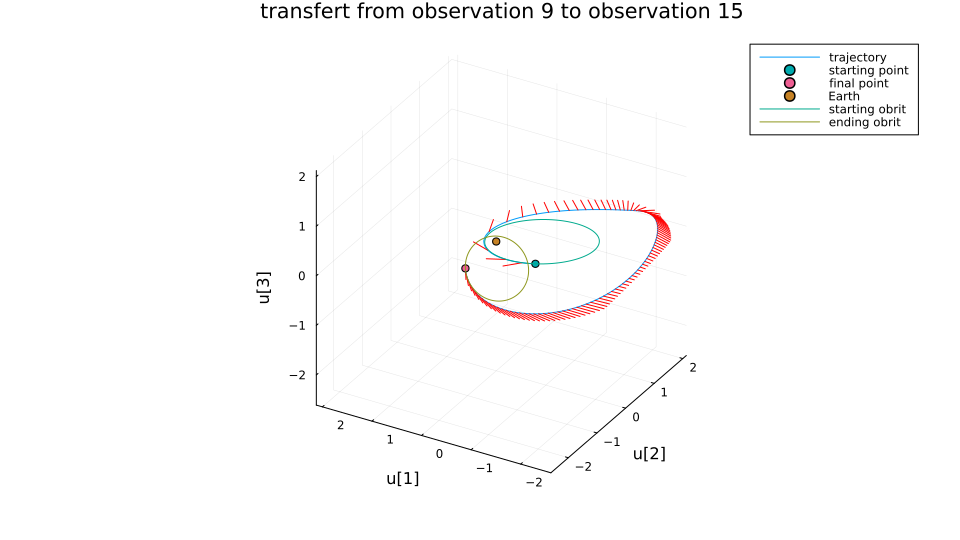 transfert from observation 9 to observation 15
trajectory
starting point
final point
Earth
starting obrit
ending obrit
2
1
0
−1
−2
u[3]
2
1
0
−1
−2
u[1]
2
1
0
−1
−2
u[2]